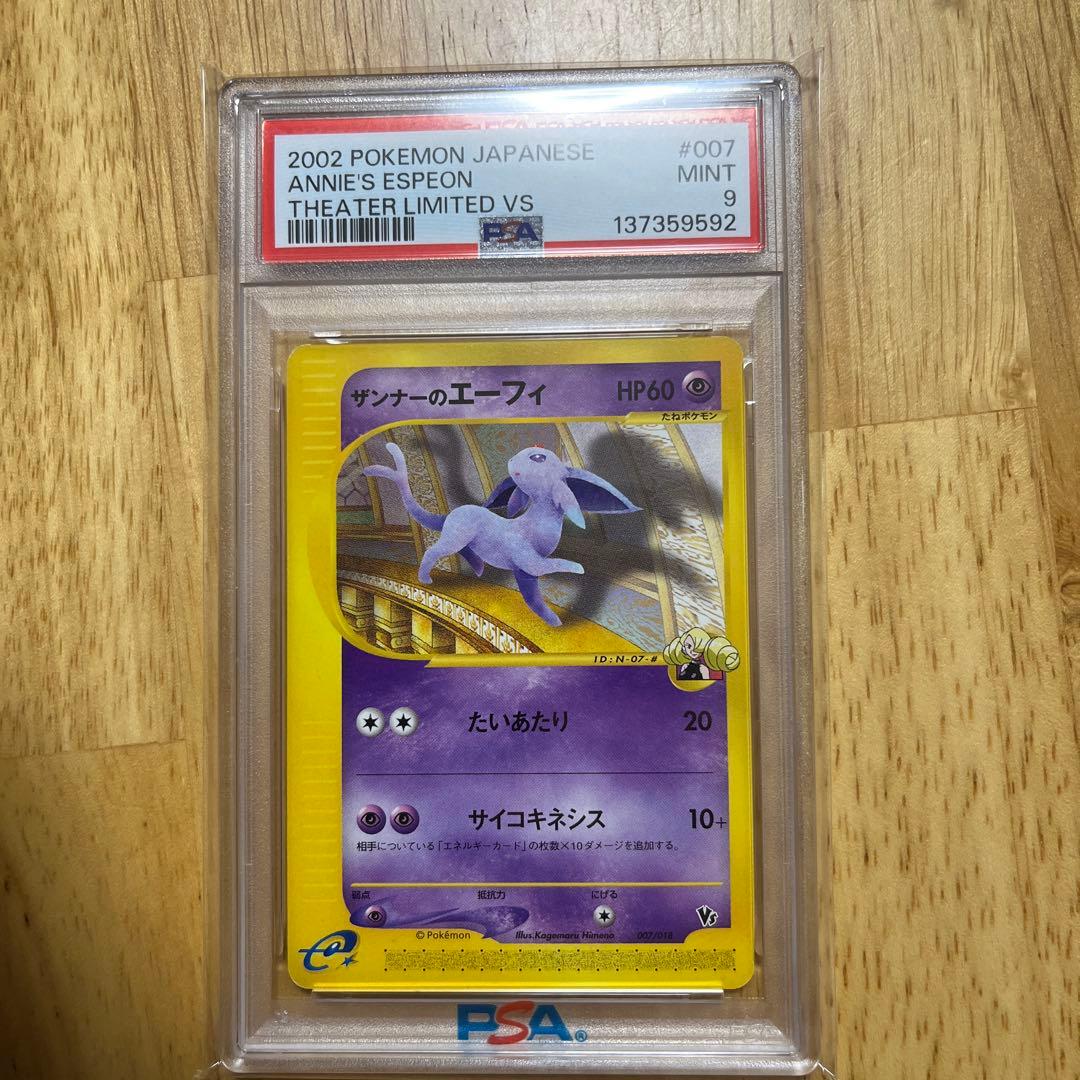 2002 POKEMON JAPANESE #007
ANNIE'S ESPEON MINT
THEATER LIMITED VS 9
PSA 137359592
ザンナーのエーフィ HP60
たねポケモン
ID:N-07-#
たいあたり 20
サイコキネシス 10+
相手についている「エネルギーカード」の枚数×10ダメージを追加する。
弱点 抵抗力 にげる
VS
©Pokémon Illus.Kagemaru Himeno 007/018
e
PSA®